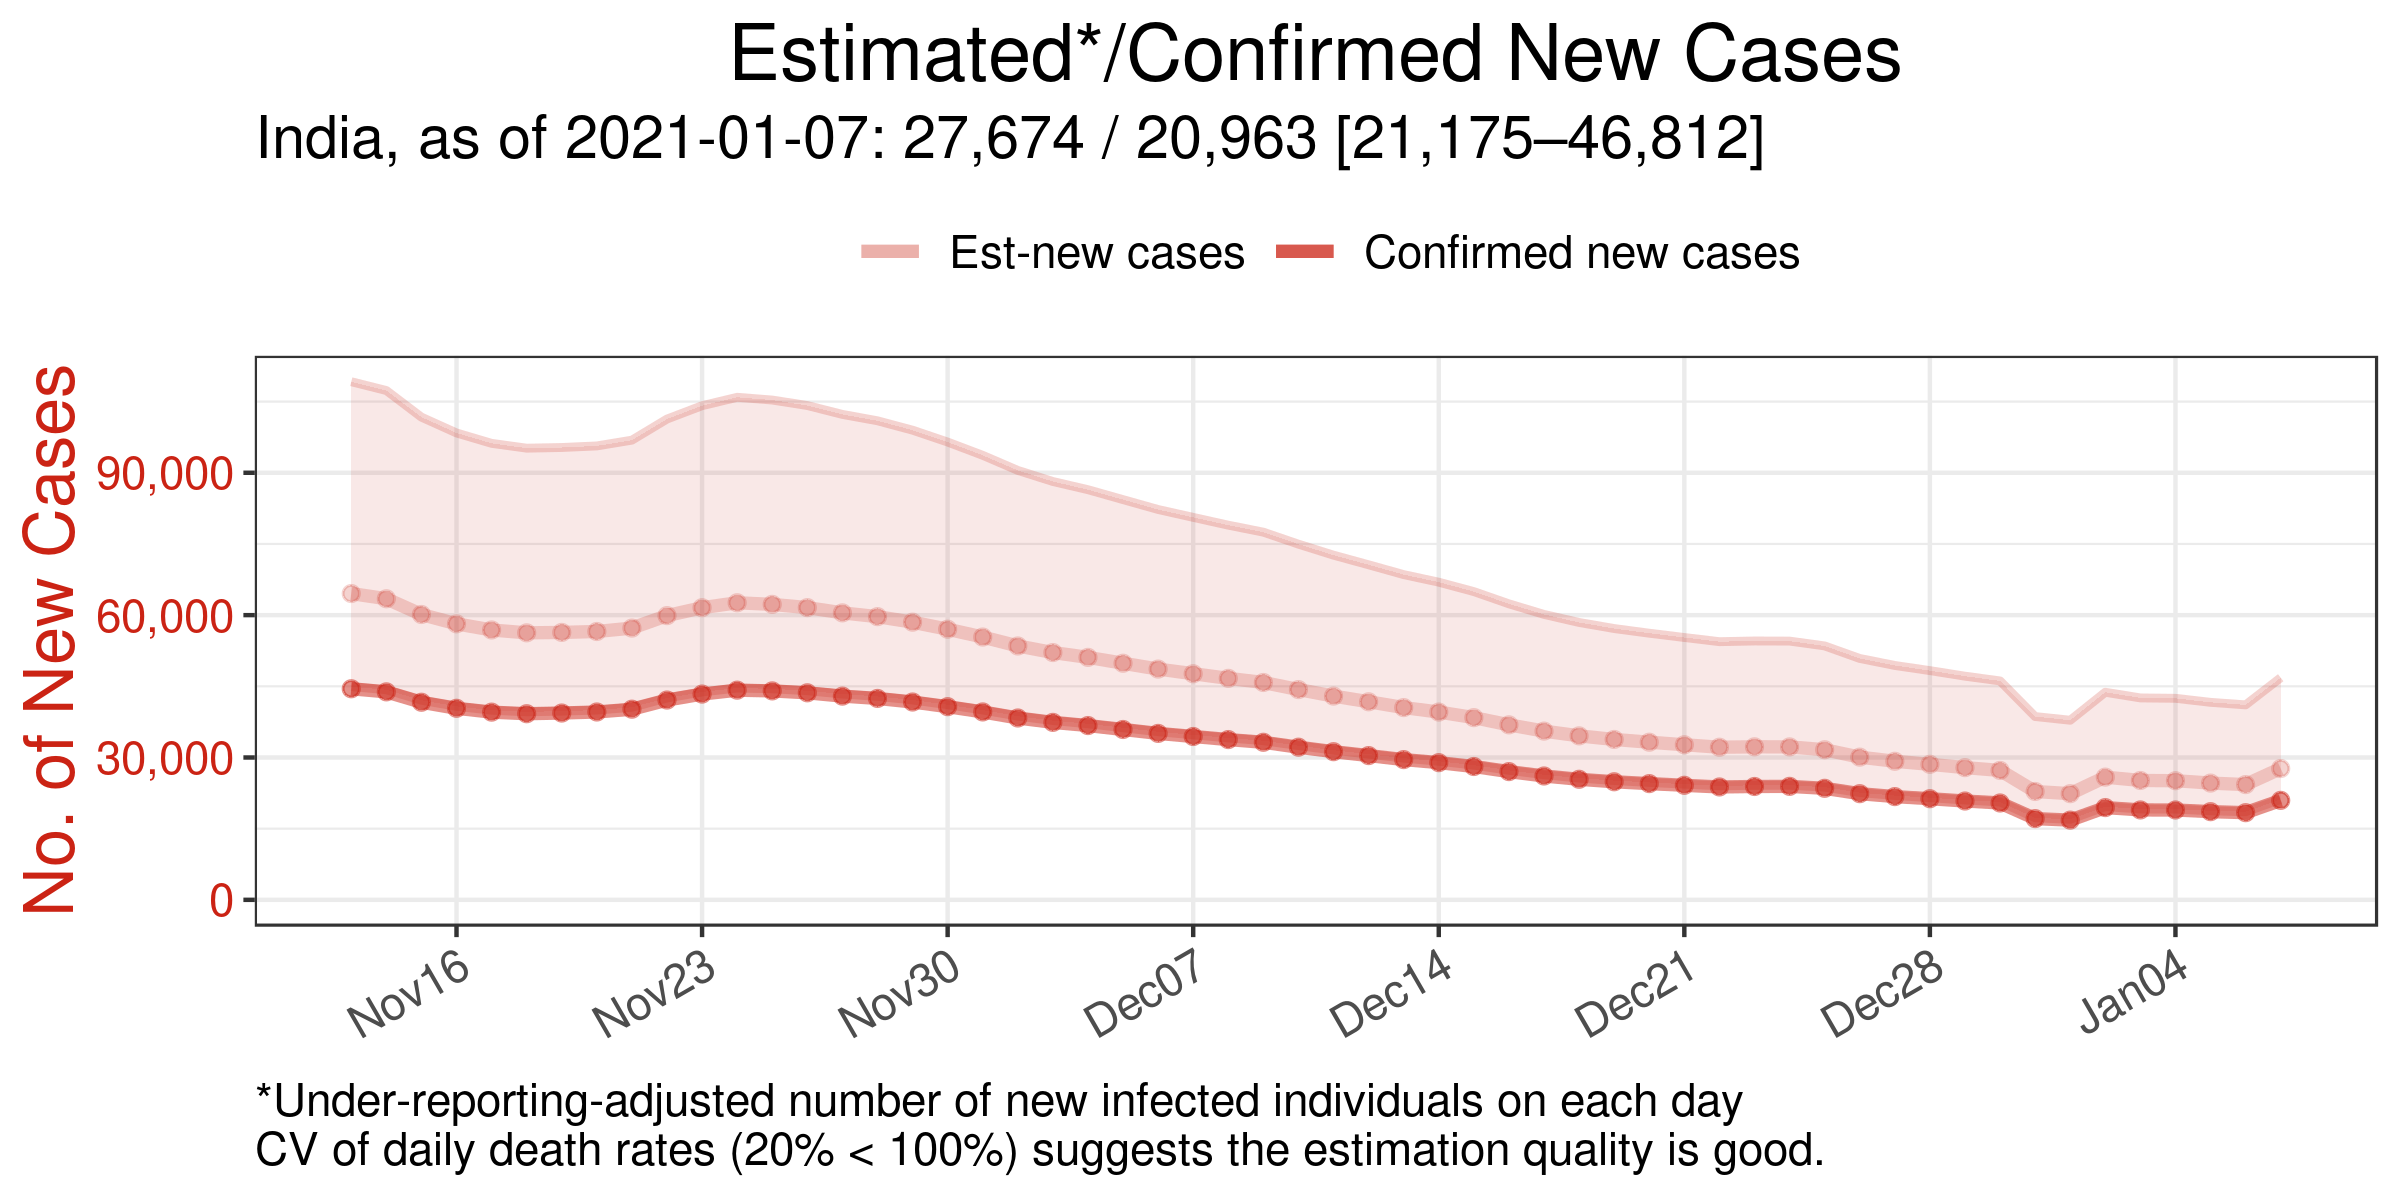 Estimated*/Confirmed New Cases
India, as of 2021-01-07: 27,674 / 20,963 [21,175–46,812]
Est-new cases
Confirmed new cases
No. of New Cases
90,000
60,000
30,000
0
Nov16
Nov23
Nov30
Dec07
Dec14
Dec21
Dec28
Jan04
*Under-reporting-adjusted number of new infected individuals on each day
CV of daily death rates (20% < 100%) suggests the estimation quality is good.